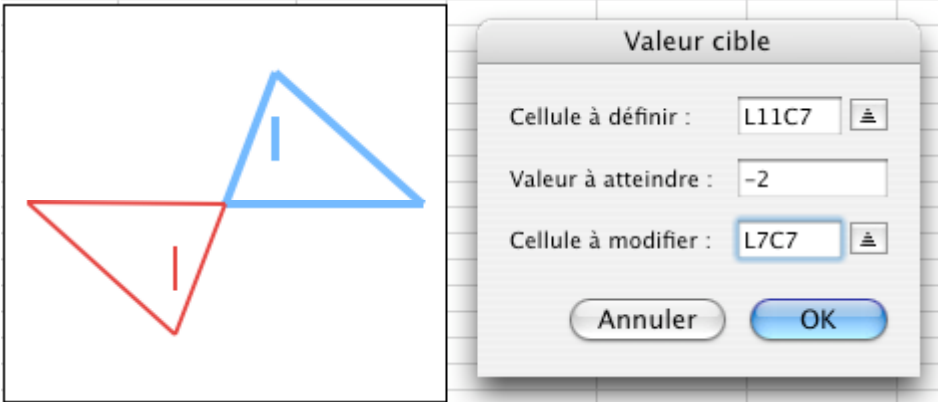 Valeur cible
Cellule à définir : L11C7
Valeur à atteindre : -2
Cellule à modifier : L7C7
Annuler OK